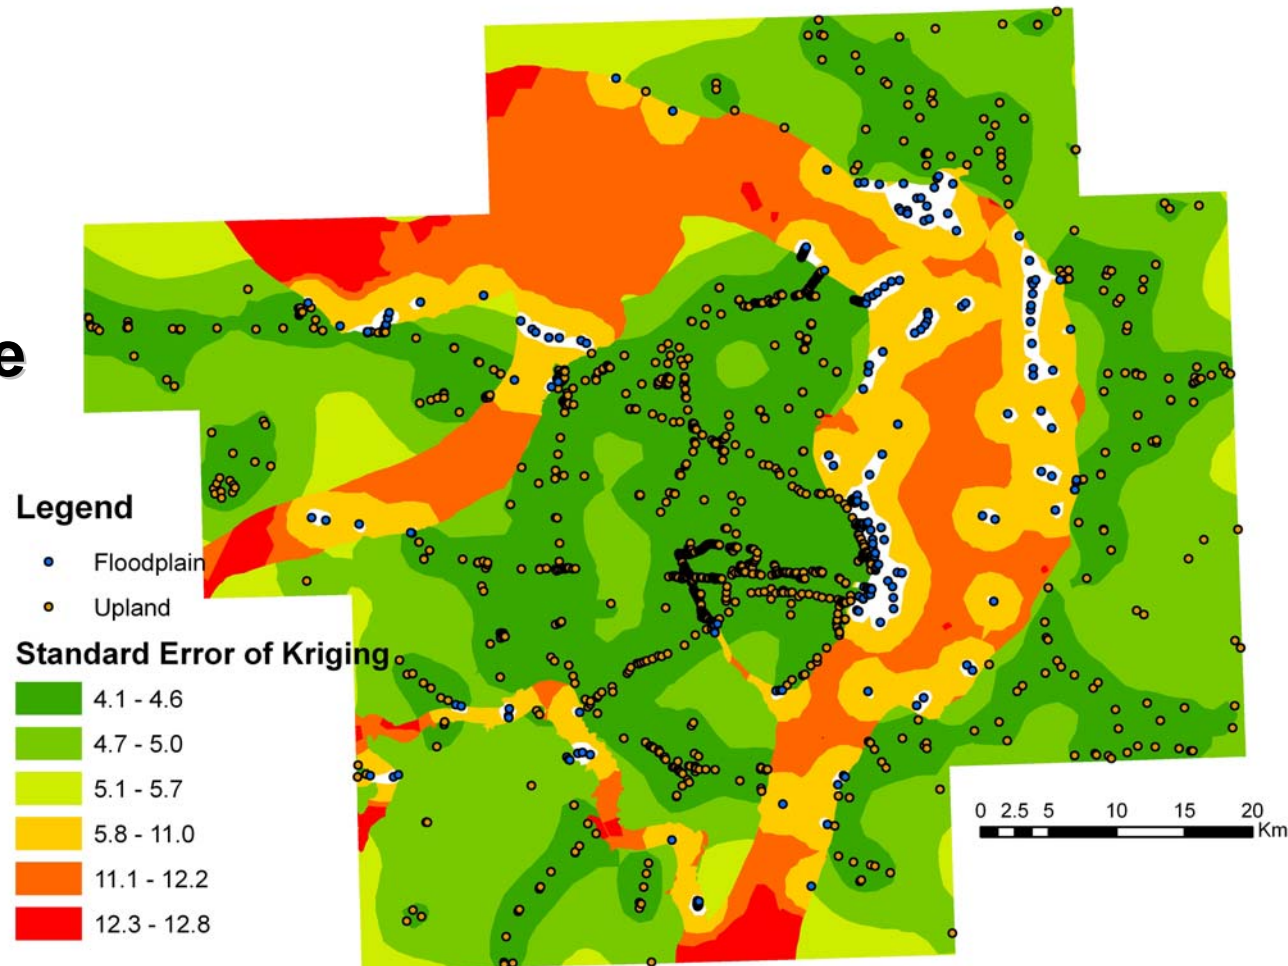 e
Legend
Floodplain
Upland
Standard Error of Kriging
4.1 - 4.6
4.7 - 5.0
5.1 - 5.7
5.8 - 11.0
11.1 - 12.2
12.3 - 12.8
0 2.5 5 10 15 20
Km